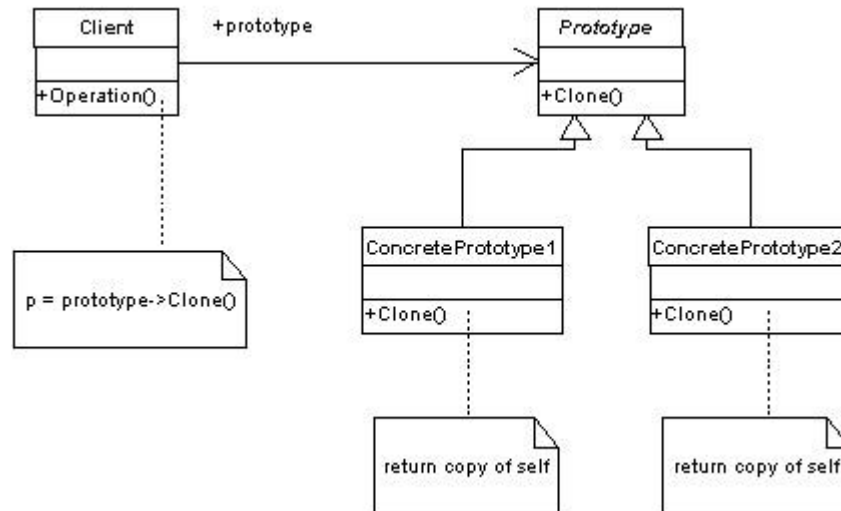 Client
+prototype
Prototype
+Operation()
+Clone()
ConcretePrototype1
ConcretePrototype2
p = prototype->Clone()
+Clone()
+Clone()
return copy of self
return copy of self